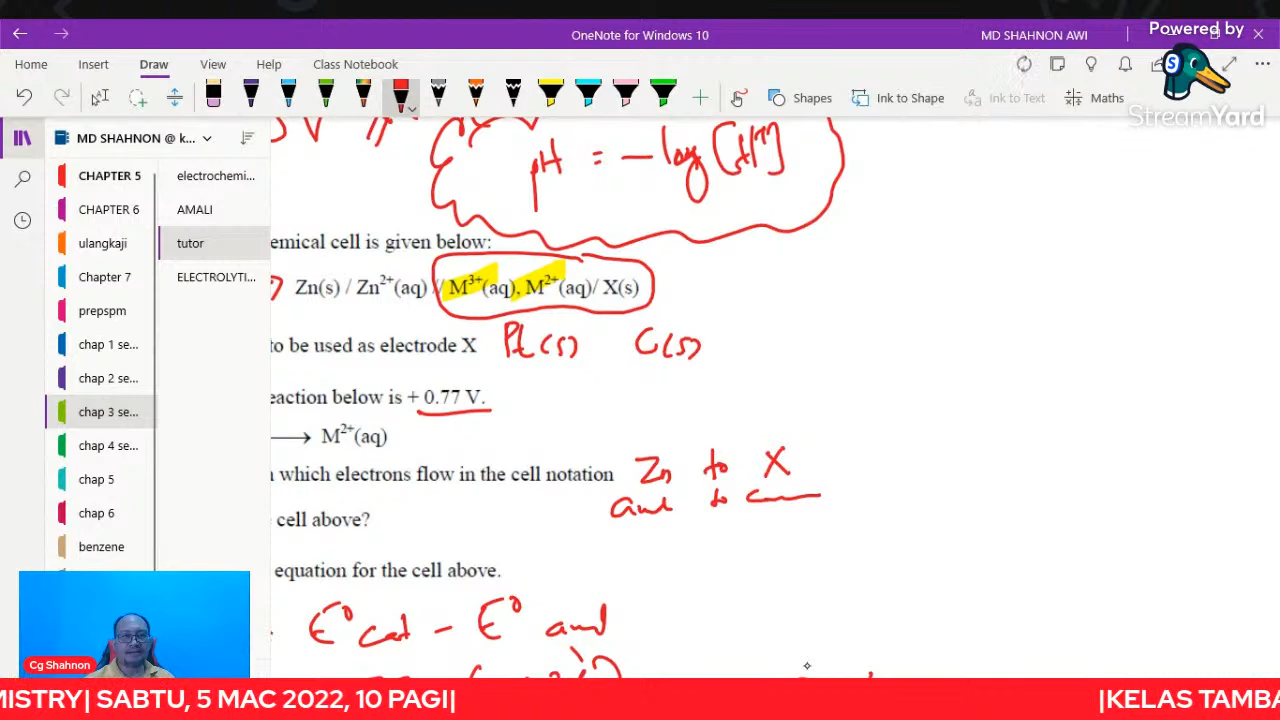 OneNote for Windows 10
MD SHAHNON AWI
Powered by
StreamYard
Home Insert Draw View Help Class Notebook
Shapes Ink to Shape Ink to Text Maths
MD SHAHNON @ k...
CHAPTER 5
CHAPTER 6
ulangkaji
Chapter 7
prepspm
chap 1 se...
chap 2 se...
chap 3 se...
chap 4 se...
chap 5
chap 6
benzene
electrochemi...
AMALI
tutor
ELECTROLYTI...
pH = – log [H⁺]
emical cell is given below:
Zn(s) / Zn²⁺(aq) // M³⁺(aq), M²⁺(aq)/ X(s)
to be used as electrode X Pt(s) C(s)
eaction below is + 0.77 V.
⟶ M²⁺(aq)
n which electrons flow in the cell notation Zn to X
to
cell above?
equation for the cell above.
E⁰ cat – E⁰ and
Cg Shahnon
MISTRY| SABTU, 5 MAC 2022, 10 PAGI| |KELAS TAMBA